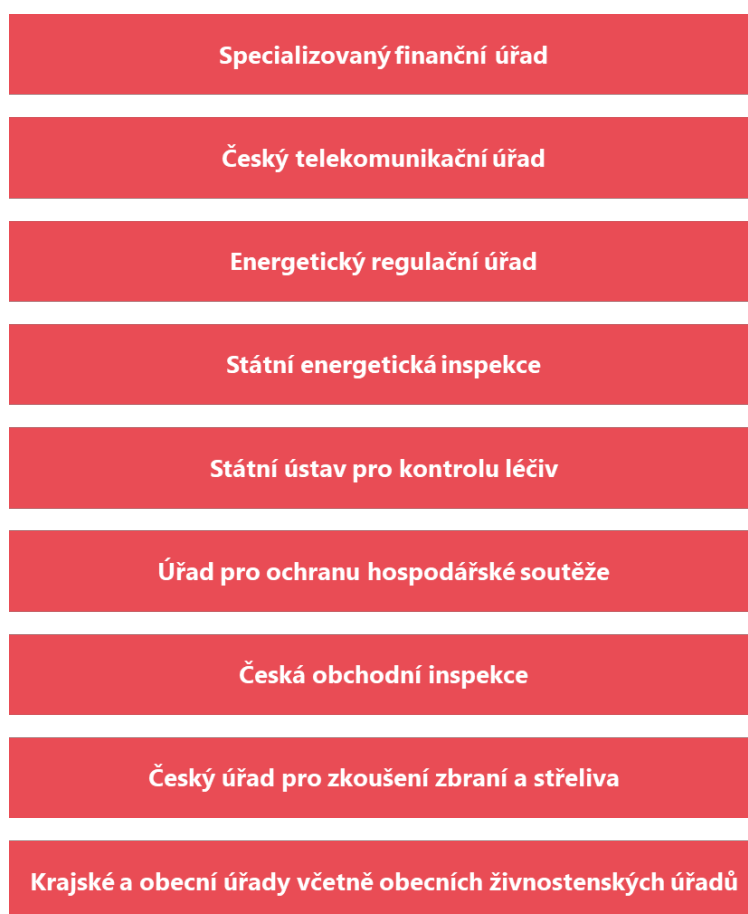 Specializovaný finanční úřad
Český telekomunikační úřad
Energetický regulační úřad
Státní energetická inspekce
Státní ústav pro kontrolu léčiv
Úřad pro ochranu hospodářské soutěže
Česká obchodní inspekce
Český úřad pro zkoušení zbraní a střeliva
Krajské a obecní úřady včetně obecních živnostenských úřadů